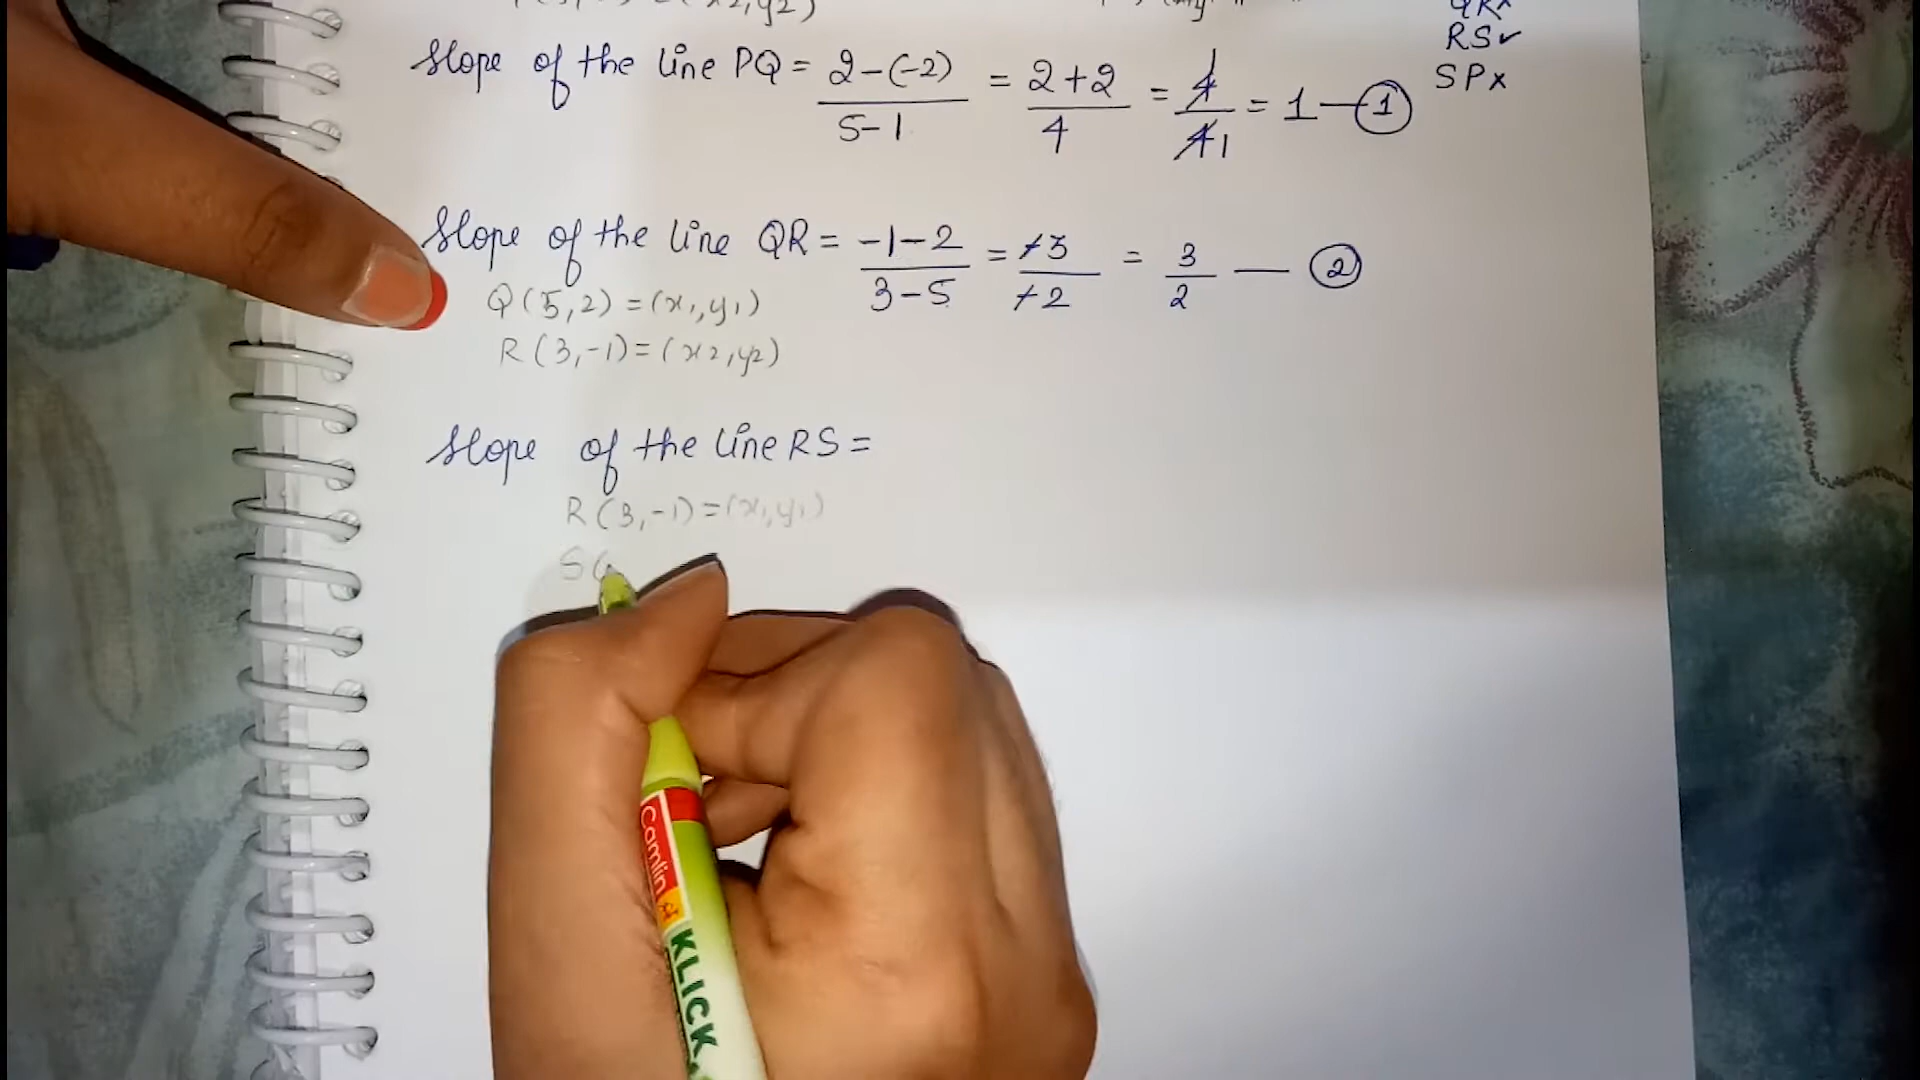 QR×
RS✓
SP×
Slope of the line PQ = 2-(-2)/5-1 = 2+2/4 = 4/4 1 = 1 — ①
Slope of the line QR = -1-2/3-5 = -3/-2 = 3/2 — ②
Q(5,2) = (x1,y1)
R(3,-1) = (x2,y2)
Slope of the line RS =
R(3,-1) = (x1,y1)
S(
Camlin
KLICK